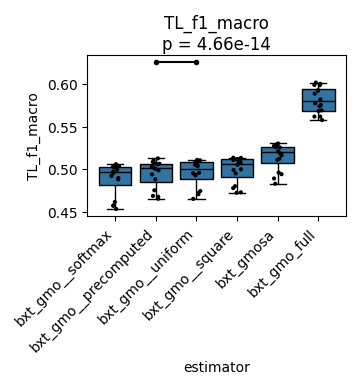 TL_f1_macro
p = 4.66e-14
TL_f1_macro
0.60
0.55
0.50
0.45
bxt_gmo__softmax
bxt_gmo__precomputed
bxt_gmo__uniform
bxt_gmo__square
bxt_gmosa
bxt_gmo_full
estimator